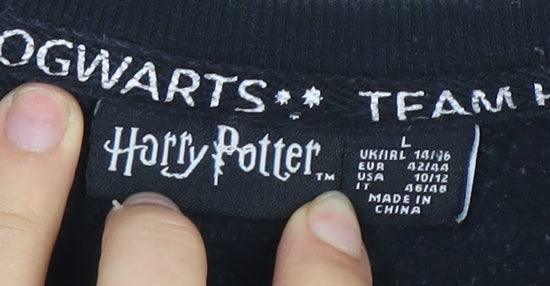 OGWARTS** TEAM H
Harry Potter™
L
UK/IRL 14/16
EUR 42/44
USA 10/12
IT 46/48
MADE IN
CHINA